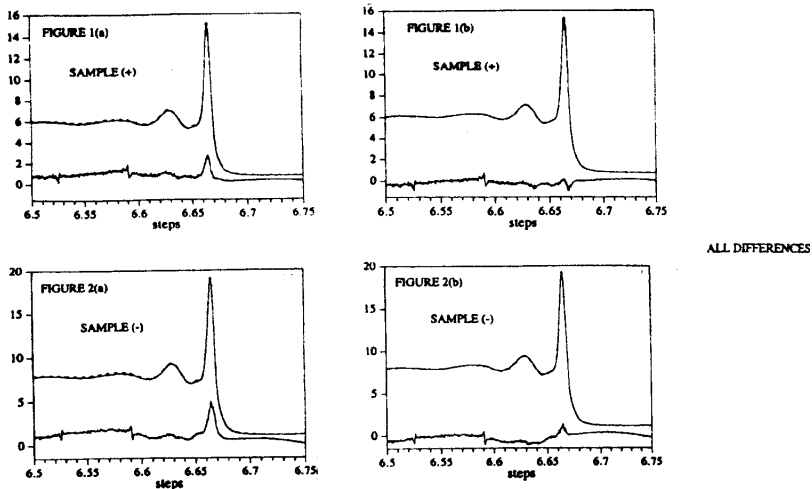 16
14
12
10
8
6
4
2
0
FIGURE 1(a)
SAMPLE (+)
6.5 6.55 6.6 6.65 6.7 6.75
steps
16
14
12
10
8
6
4
2
0
FIGURE 1(b)
SAMPLE (+)
6.5 6.55 6.6 6.65 6.7 6.75
steps
ALL DIFFERENCES
20
15
10
5
0
FIGURE 2(a)
SAMPLE (-)
6.5 6.55 6.6 6.65 6.7 6.75
steps
20
15
10
5
0
FIGURE 2(b)
SAMPLE (-)
6.5 6.55 6.6 6.65 6.7 6.75
steps